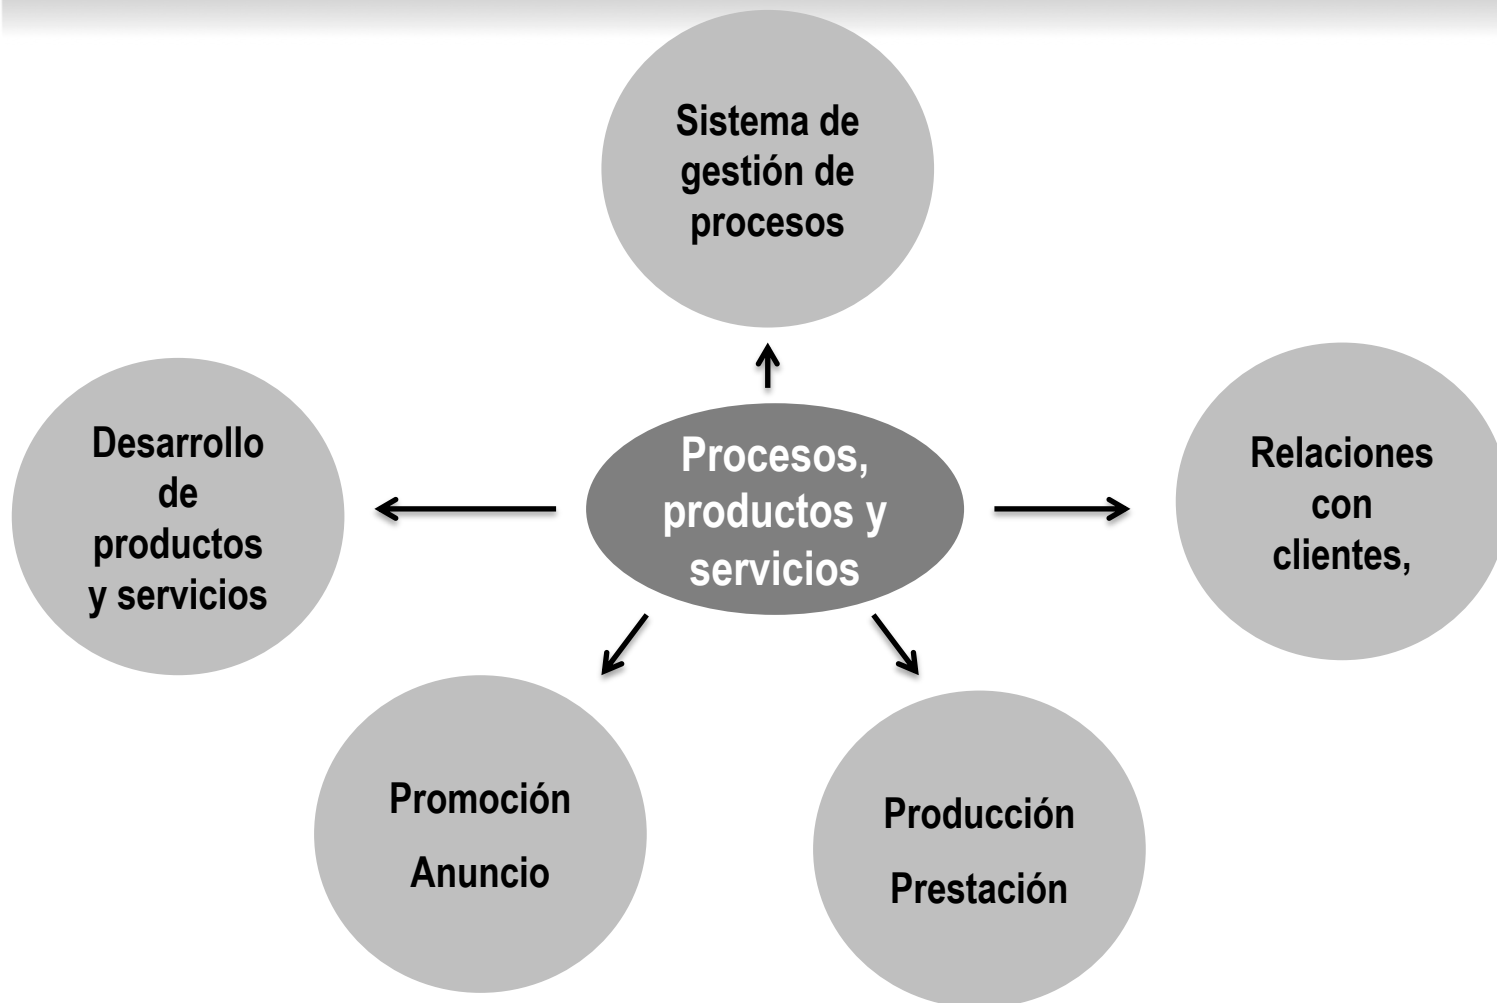 Sistema de
gestión de
procesos
Desarrollo
de
productos
y servicios
Procesos,
productos y
servicios
Relaciones
con
clientes,
Promoción
Anuncio
Producción
Prestación